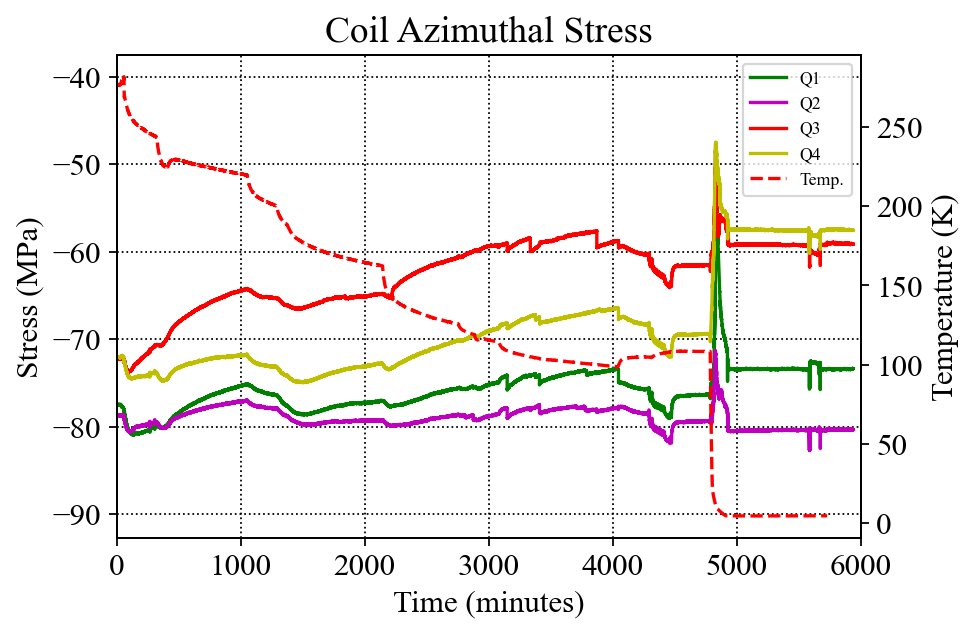 Coil Azimuthal Stress
Stress (MPa)
−40
−50
−60
−70
−80
−90
0
1000
2000
3000
4000
5000
6000
Time (minutes)
250
200
150
100
50
0
Temperature (K)
Q1
Q2
Q3
Q4
Temp.